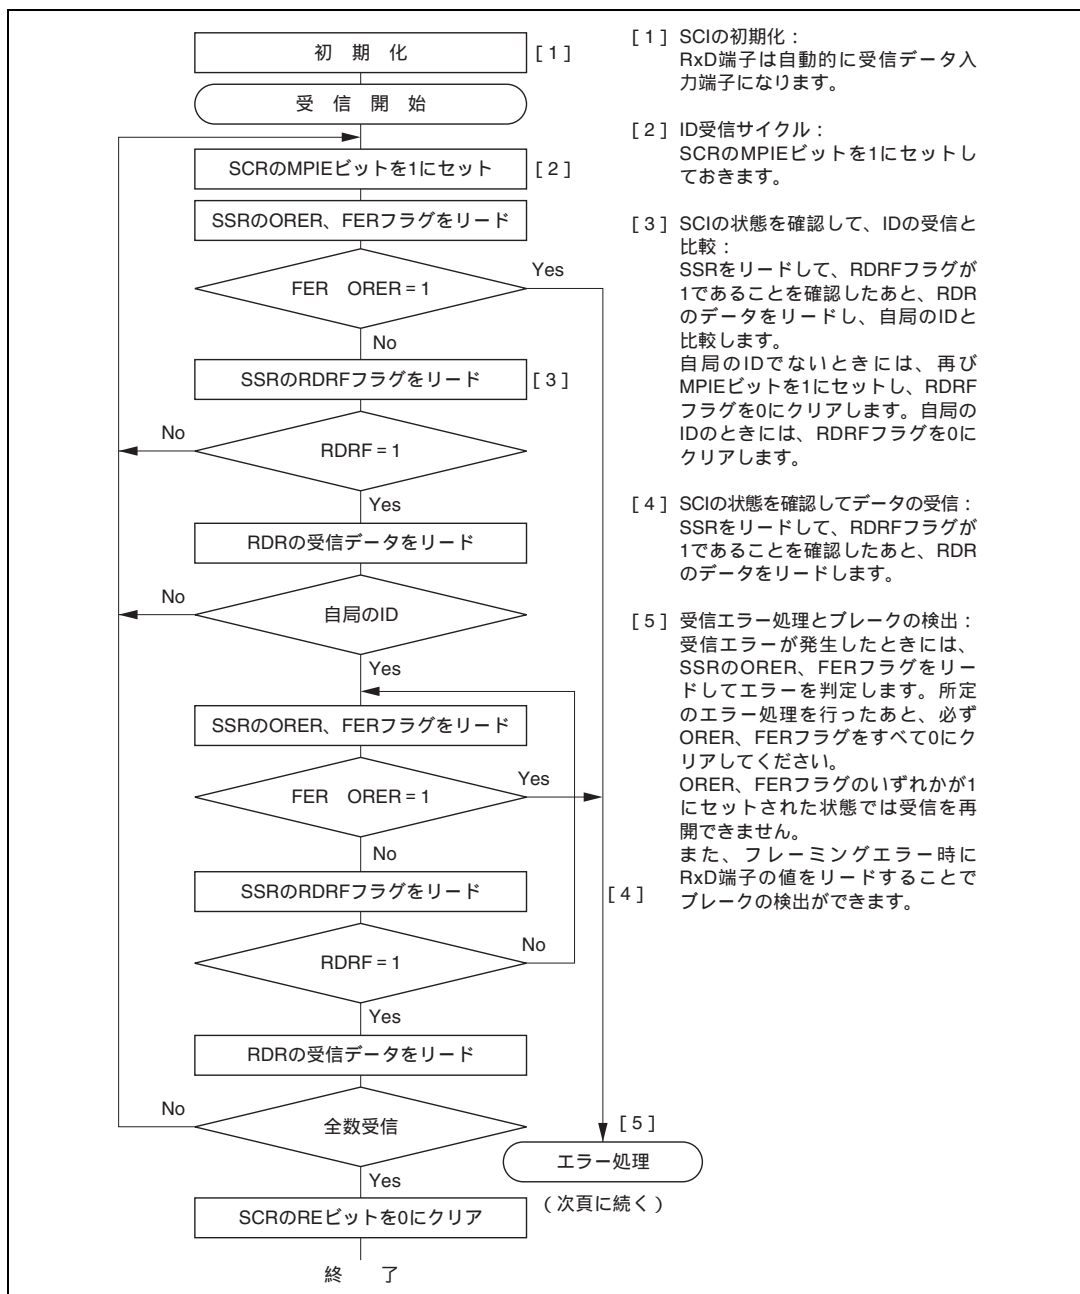 初　期　化
[ 1 ]
受　信　開　始
SCRのMPIEビットを1にセット
[ 2 ]
SSRのORER、FERフラグをリード
FER　ORER = 1
Yes
No
SSRのRDRFフラグをリード
[ 3 ]
RDRF = 1
No
Yes
RDRの受信データをリード
自局のID
No
Yes
SSRのORER、FERフラグをリード
FER　ORER = 1
Yes
No
SSRのRDRFフラグをリード
[ 4 ]
RDRF = 1
No
Yes
RDRの受信データをリード
全数受信
No
Yes
[ 5 ]
エラー処理
（次頁に続く）
SCRのREビットを0にクリア
終　　了
[ 1 ] SCIの初期化：
RxD端子は自動的に受信データ入
力端子になります。
[ 2 ] ID受信サイクル：
SCRのMPIEビットを1にセットし
ておきます。
[ 3 ] SCIの状態を確認して、IDの受信と
比較：
SSRをリードして、RDRFフラグが
1であることを確認したあと、RDR
のデータをリードし、自局のIDと
比較します。
自局のIDでないときには、再び
MPIEビットを1にセットし、RDRF
フラグを0にクリアします。自局の
IDのときには、RDRFフラグを0に
クリアします。
[ 4 ] SCIの状態を確認してデータの受信：
SSRをリードして、RDRFフラグが
1であることを確認したあと、RDR
のデータをリードします。
[ 5 ] 受信エラー処理とブレークの検出：
受信エラーが発生したときには、
SSRのORER、FERフラグをリー
ドしてエラーを判定します。所定
のエラー処理を行ったあと、必ず
ORER、FERフラグをすべて0にク
リアしてください。
ORER、FERフラグのいずれかが1
にセットされた状態では受信を再
開できません。
また、フレーミングエラー時に
RxD端子の値をリードすることで
ブレークの検出ができます。